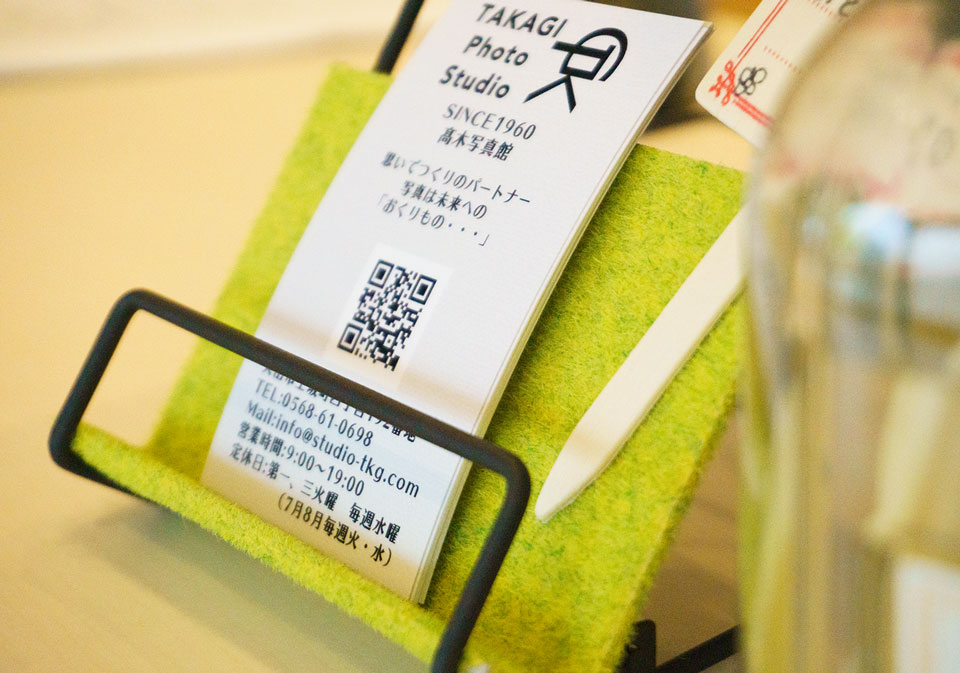 TAKAGI
Photo
Studio
SINCE1960
髙木写真館
思いでつくりのパートナー
写真は未来への
「おくりもの・・・」
TEL:0568-61-0698
Mail:info@studio-tkg.com
営業時間:9:00～19:00
定休日:第一、三火曜 毎週水曜
(7月8月毎週火・水)